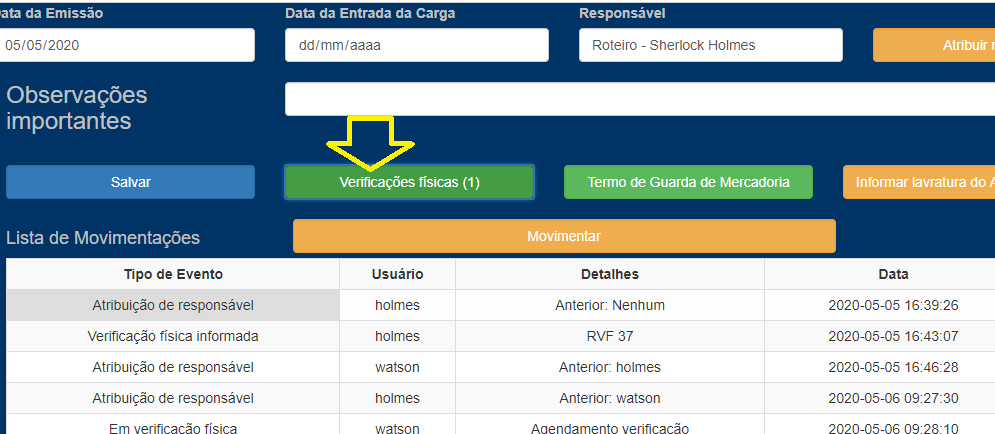 ata da Emissão Data da Entrada da Carga Responsável
05/05/2020 dd/mm/aaaa Roteiro - Sherlock Holmes Atribuir
Observações
importantes
Salvar Verificações físicas (1) Termo de Guarda de Mercadoria Informar lavratura do A
Lista de Movimentações Movimentar
Tipo de Evento Usuário Detalhes Data
Atribuição de responsável holmes Anterior: Nenhum 2020-05-05 16:39:26
Verificação física informada holmes RVF 37 2020-05-05 16:43:07
Atribuição de responsável watson Anterior: holmes 2020-05-05 16:46:28
Atribuição de responsável holmes Anterior: watson 2020-05-06 09:27:30
Em verificação física watson Agendamento verificação 2020-05-06 09:28:10